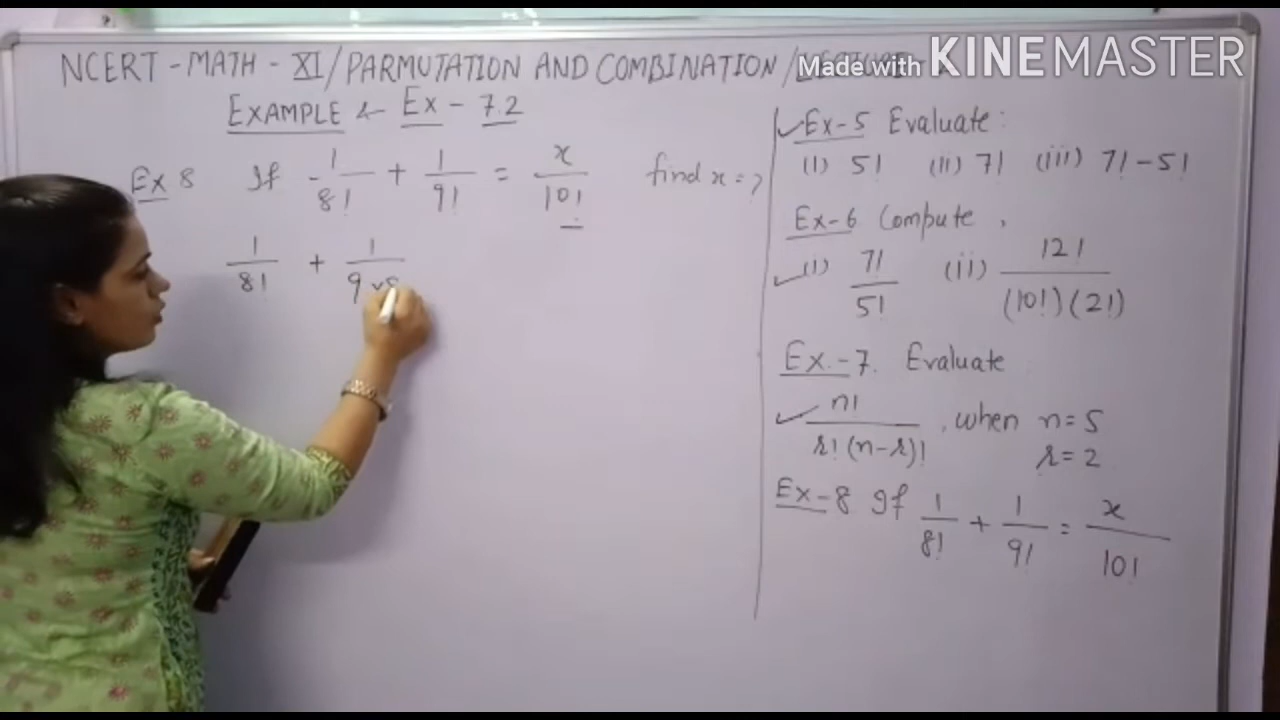 NCERT - MATH - XI / PARMUTATION AND COMBINATION /
Made with KINEMASTER
EXAMPLE & Ex - 7.2
Ex 8 If 1/8! + 1/9! = x/10! find x = ?
1/8! + 1/9×8
Ex-5 Evaluate:
(i) 5! (ii) 7! (iii) 7! - 5!
Ex-6 Compute,
(i) 7!/5! (ii) 12!/(10!)(2!)
Ex.-7. Evaluate
n!/r!(n-r)!, when n=5
r=2
Ex-8 If 1/8! + 1/9! = x/10!